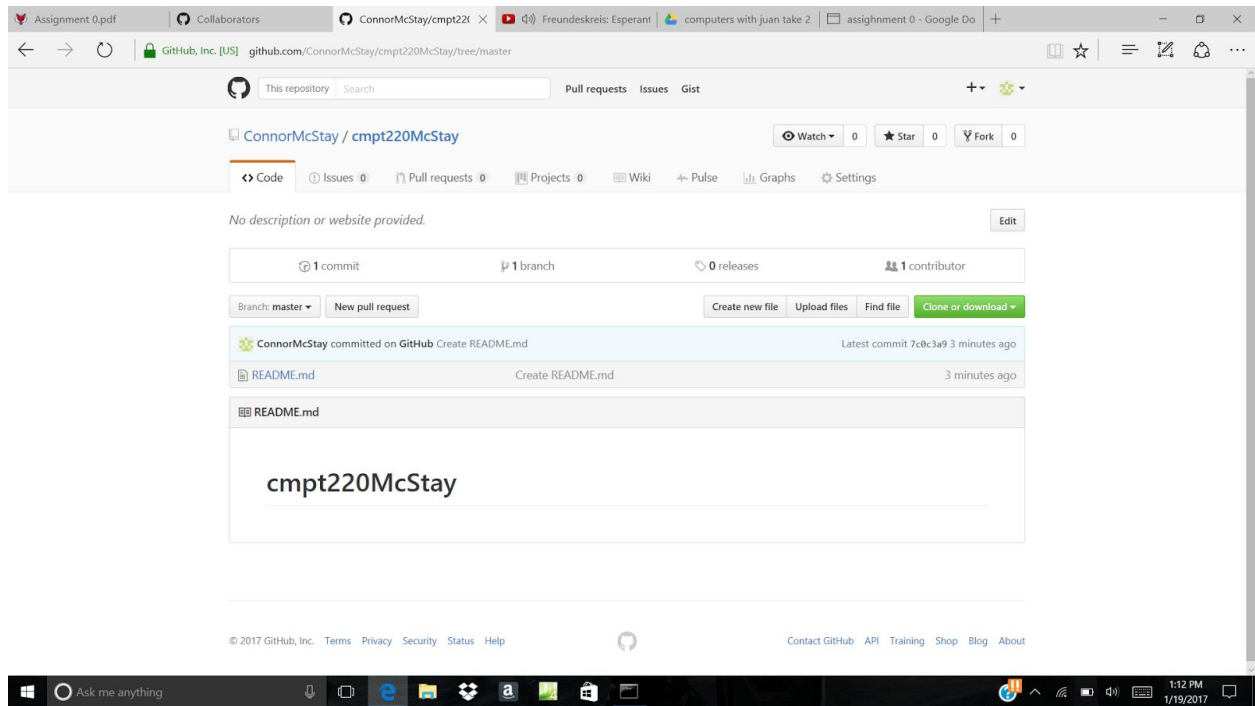 Assignment 0.pdf Collaborators ConnorMcStay/cmpt22( Freundeskreis: Esperant computers with juan take 2 assighnment 0 - Google Do
GitHub, Inc. [US] github.com/ConnorMcStay/cmpt220McStay/tree/master
This repository Search Pull requests Issues Gist
ConnorMcStay / cmpt220McStay Watch 0 Star 0 Fork 0
Code Issues 0 Pull requests 0 Projects 0 Wiki Pulse Graphs Settings
No description or website provided. Edit
1 commit 1 branch 0 releases 1 contributor
Branch: master New pull request Create new file Upload files Find file Clone or download
ConnorMcStay committed on GitHub Create README.md Latest commit 7c0c3a9 3 minutes ago
README.md Create README.md 3 minutes ago
README.md
cmpt220McStay
© 2017 GitHub, Inc. Terms Privacy Security Status Help Contact GitHub API Training Shop Blog About
Ask me anything 1:12 PM
1/19/2017